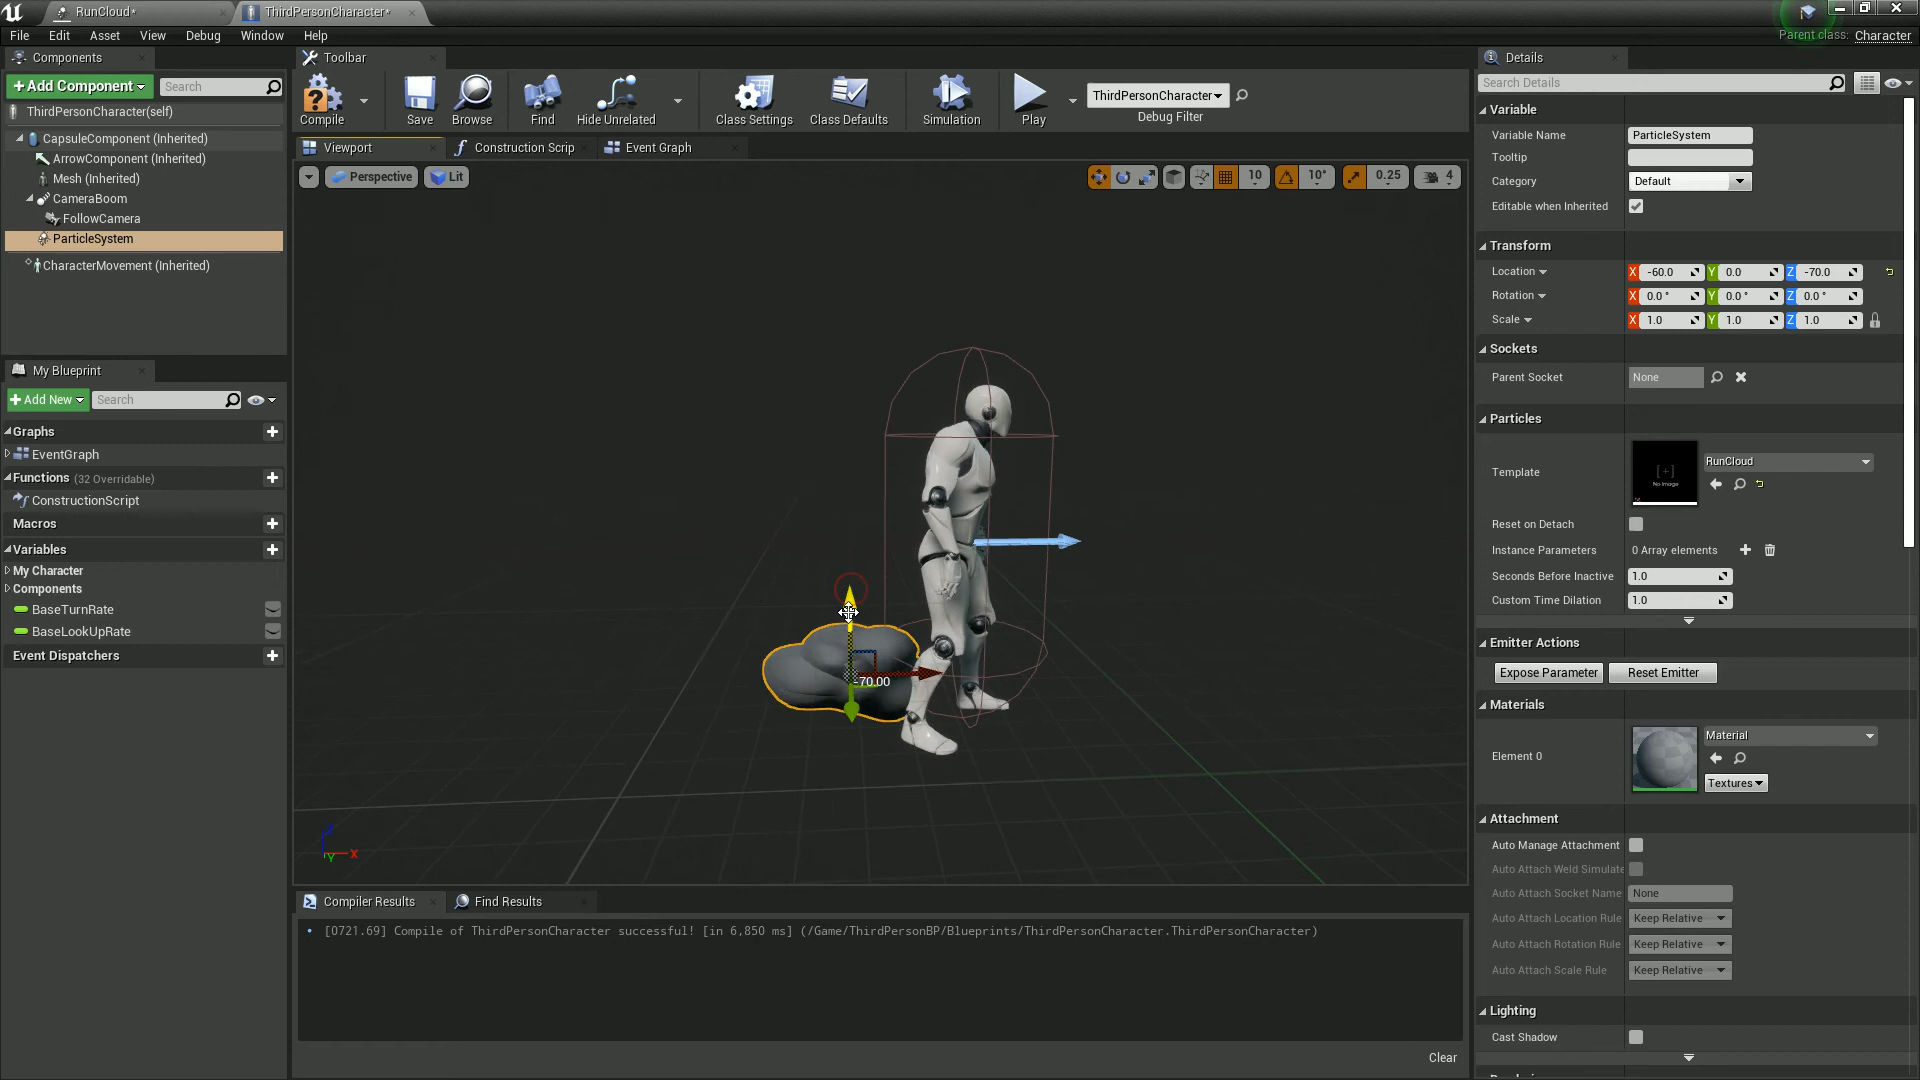 RunCloud*
ThirdPersonCharacter*
File Edit Asset View Debug Window Help
Parent class: Character
Components
+Add Component
Search
ThirdPersonCharacter(self)
CapsuleComponent (Inherited)
ArrowComponent (Inherited)
Mesh (Inherited)
CameraBoom
FollowCamera
ParticleSystem
CharacterMovement (Inherited)
My Blueprint
+Add New
Search
Graphs
EventGraph
Functions (32 Overridable)
ConstructionScript
Macros
Variables
My Character
Components
BaseTurnRate
BaseLookUpRate
Event Dispatchers
Toolbar
Compile
Save
Browse
Find
Hide Unrelated
Class Settings
Class Defaults
Simulation
Play
ThirdPersonCharacter
Debug Filter
Viewport
Construction Scrip
Event Graph
Perspective
Lit
10
10°
0.25
4
-70.00
Z
X
Y
Compiler Results
Find Results
[0721.69] Compile of ThirdPersonCharacter successful! [in 6,850 ms] (/Game/ThirdPersonBP/Blueprints/ThirdPersonCharacter.ThirdPersonCharacter)
Clear
Details
Search Details
Variable
Variable Name ParticleSystem
Tooltip
Category Default
Editable when Inherited
Transform
Location X -60.0 Y 0.0 Z -70.0
Rotation X 0.0 ° Y 0.0 ° Z 0.0 °
Scale X 1.0 Y 1.0 Z 1.0
Sockets
Parent Socket None
Particles
Template
[+]
No Image
RunCloud
Reset on Detach
Instance Parameters 0 Array elements
Seconds Before Inactive 1.0
Custom Time Dilation 1.0
Emitter Actions
Expose Parameter Reset Emitter
Materials
Element 0
Material
Textures
Attachment
Auto Manage Attachment
Auto Attach Weld Simulate
Auto Attach Socket Name None
Auto Attach Location Rule Keep Relative
Auto Attach Rotation Rule Keep Relative
Auto Attach Scale Rule Keep Relative
Lighting
Cast Shadow